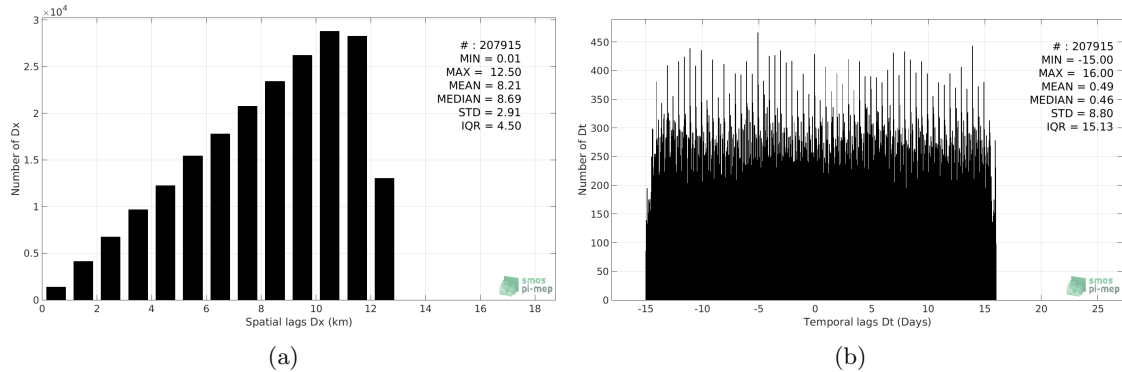 3
×10⁴
2.5
2
1.5
1
0.5
0
Number of Dx
# : 207915
MIN = 0.01
MAX = 12.50
MEAN = 8.21
MEDIAN = 8.69
STD = 2.91
IQR = 4.50
smos
pi-mep
0 2 4 6 8 10 12 14 16 18
Spatial lags Dx (km)
(a)
450
400
350
300
250
200
150
100
50
0
Number of Dt
# : 207915
MIN = -15.00
MAX = 16.00
MEAN = 0.49
MEDIAN = 0.46
STD = 8.80
IQR = 15.13
smos
pi-mep
-15 -10 -5 0 5 10 15 20 25
Temporal lags Dt (Days)
(b)